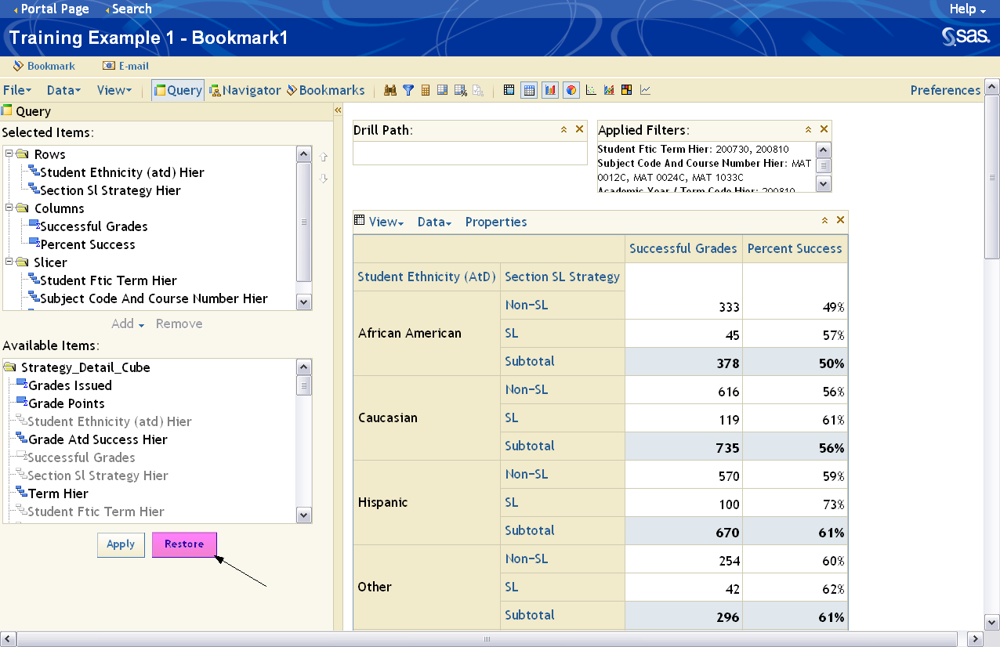 Portal Page Search Help
Training Example 1 - Bookmark1
sas.
Bookmark E-mail
File Data View Query Navigator Bookmarks Preferences
Query
Selected Items:
Rows
Student Ethnicity (atd) Hier
Section Sl Strategy Hier
Columns
Successful Grades
Percent Success
Slicer
Student Ftic Term Hier
Subject Code And Course Number Hier
Add Remove
Available Items:
Strategy_Detail_Cube
Grades Issued
Grade Points
Student Ethnicity (atd) Hier
Grade Atd Success Hier
Successful Grades
Section Sl Strategy Hier
Term Hier
Student Ftic Term Hier
Apply Restore
Drill Path:
Applied Filters:
Student Ftic Term Hier: 200730, 200810
Subject Code And Course Number Hier: MAT
0012C, MAT 0024C, MAT 1033C
Academic Year / Term Code Hier: 200810
View Data Properties
Successful Grades Percent Success
Student Ethnicity (AtD) Section SL Strategy
African American
Non-SL 333 49%
SL 45 57%
Subtotal 378 50%
Caucasian
Non-SL 616 56%
SL 119 61%
Subtotal 735 56%
Hispanic
Non-SL 570 59%
SL 100 73%
Subtotal 670 61%
Other
Non-SL 254 60%
SL 42 62%
Subtotal 296 61%